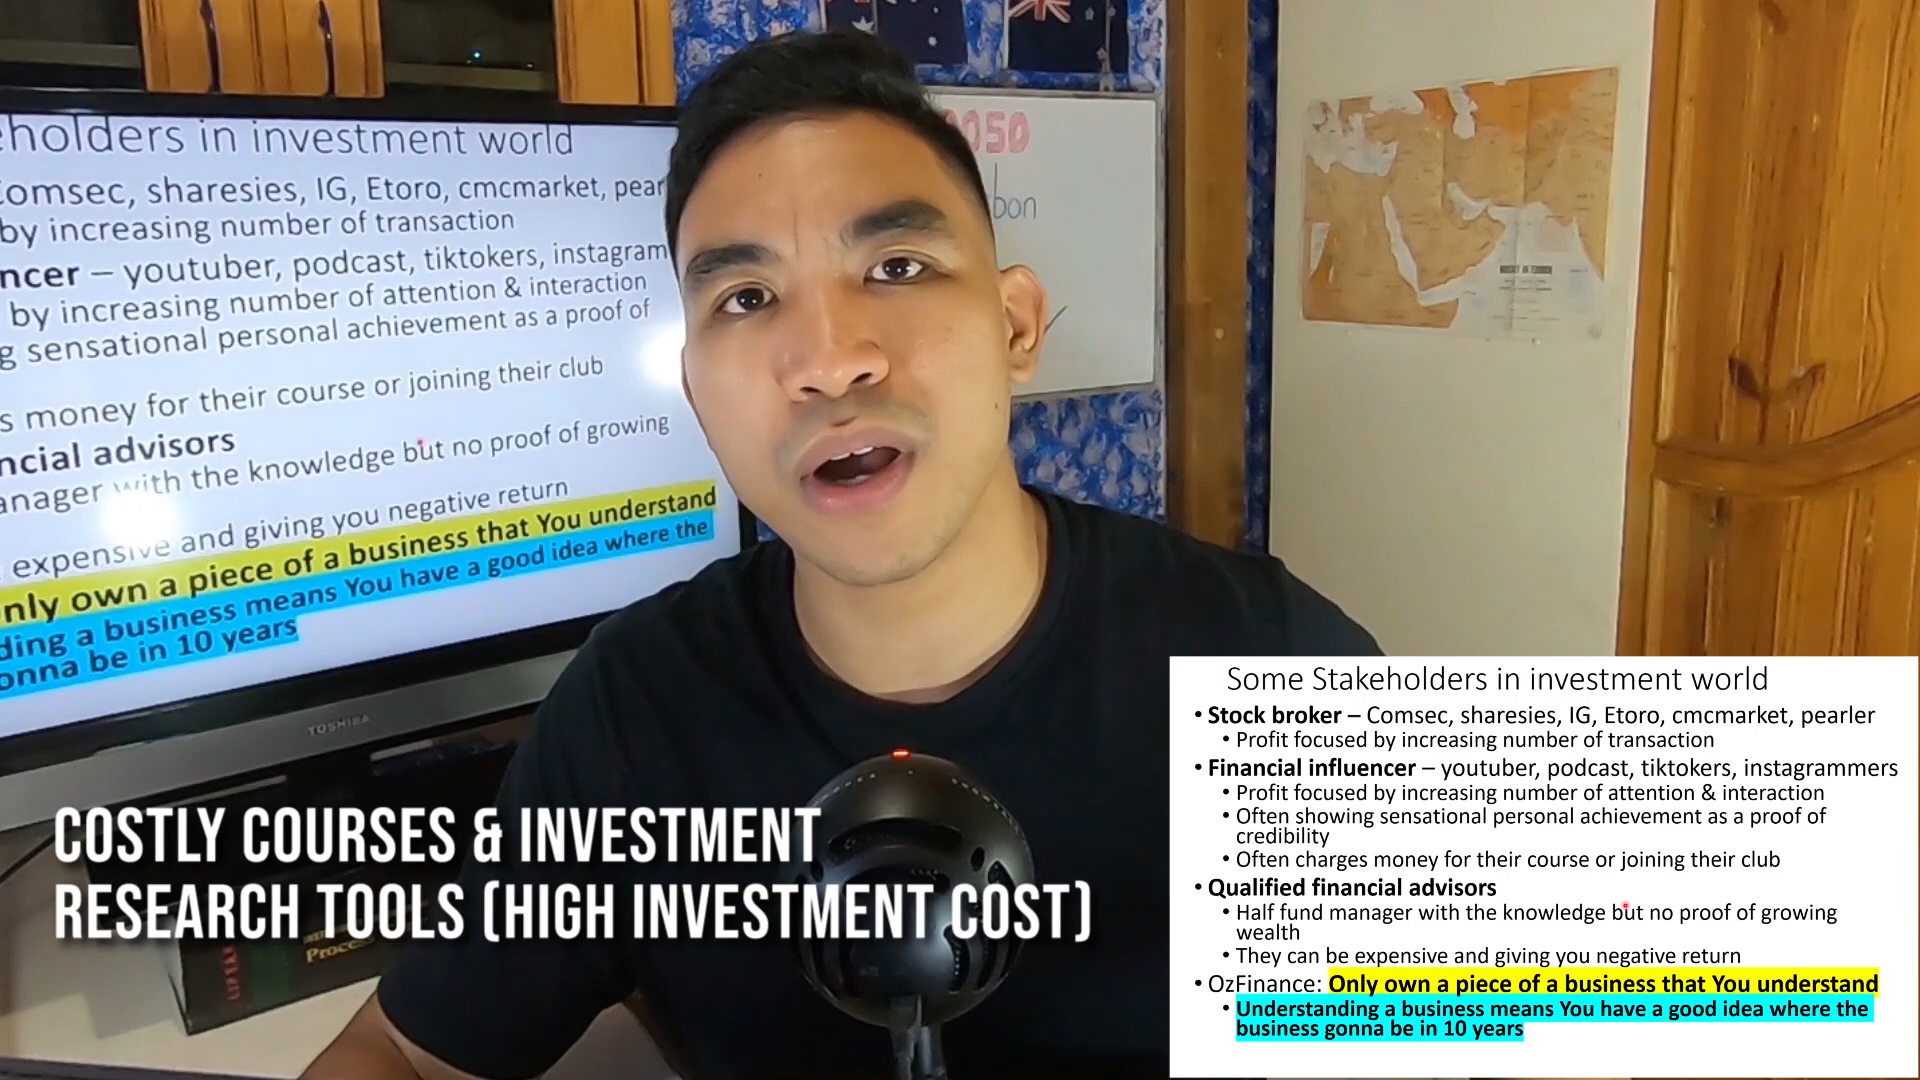 eholders in investment world
Comsec, sharesies, IG, Etoro, cmcmarket, pear
by increasing number of transaction
ncer – youtuber, podcast, tiktokers, instagram
by increasing number of attention & interaction
g sensational personal achievement as a proof of
s money for their course or joining their club
ncial advisors
anager with the knowledge but no proof of growing
expensive and giving you negative return
only own a piece of a business that You understand
ding a business means You have a good idea where the
onna be in 10 years
TOSHIBA
050
bon
COSTLY COURSES & INVESTMENT
RESEARCH TOOLS (HIGH INVESTMENT COST)
Some Stakeholders in investment world
• Stock broker – Comsec, sharesies, IG, Etoro, cmcmarket, pearler
• Profit focused by increasing number of transaction
• Financial influencer – youtuber, podcast, tiktokers, instagrammers
• Profit focused by increasing number of attention & interaction
• Often showing sensational personal achievement as a proof of
credibility
• Often charges money for their course or joining their club
• Qualified financial advisors
• Half fund manager with the knowledge but no proof of growing
wealth
• They can be expensive and giving you negative return
• OzFinance: Only own a piece of a business that You understand
• Understanding a business means You have a good idea where the
business gonna be in 10 years